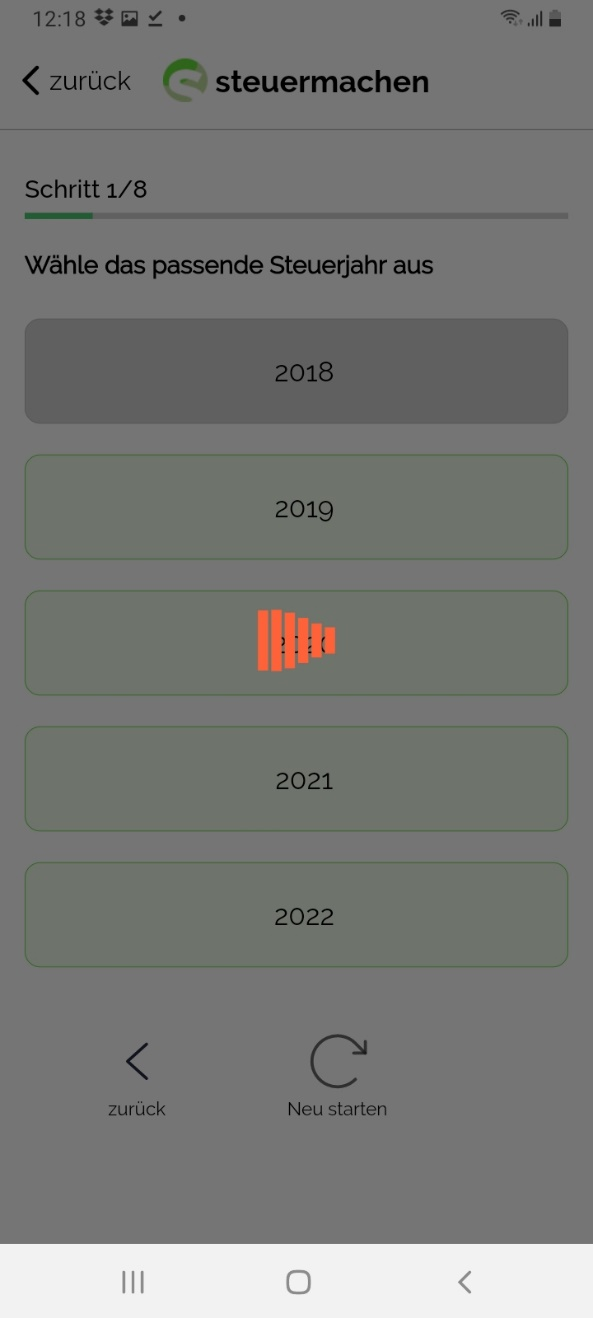 12:18
zurück steuermachen
Schritt 1/8
Wähle das passende Steuerjahr aus
2018
2019
2020
2021
2022
zurück Neu starten